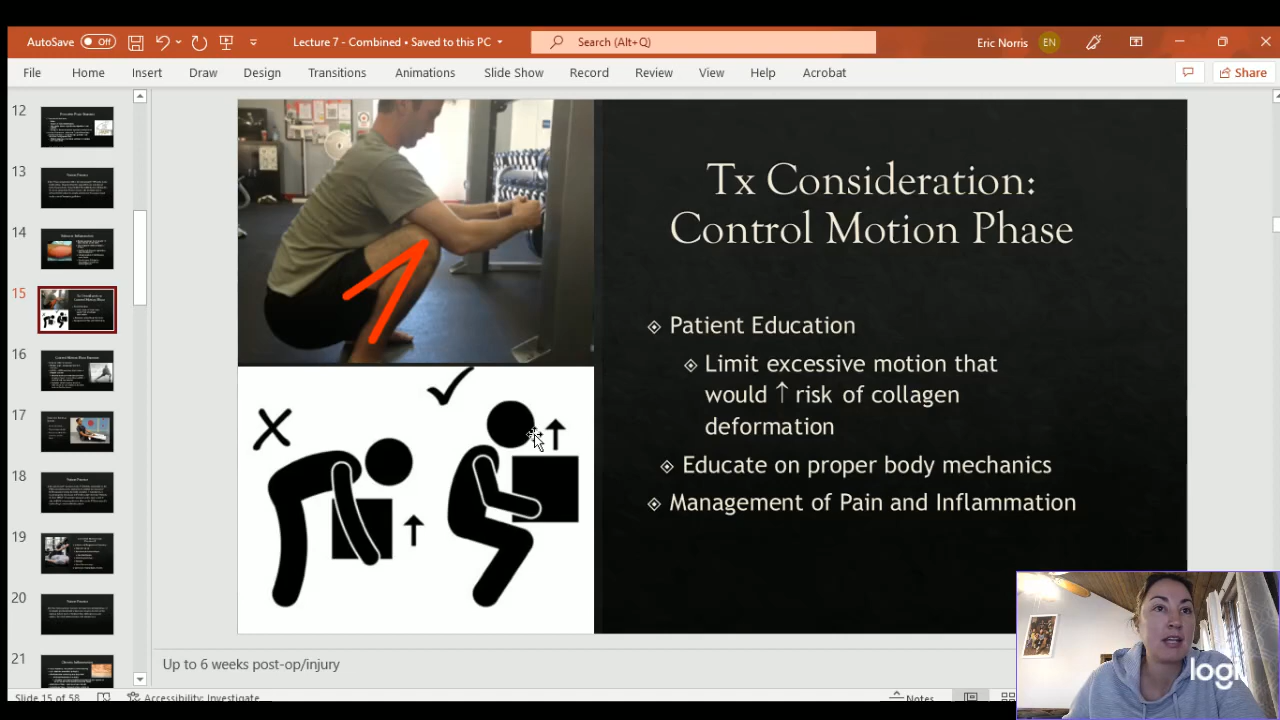 AutoSave Off Lecture 7 - Combined • Saved to this PC Search (Alt+Q) Eric Norris EN
File Home Insert Draw Design Transitions Animations Slide Show Record Review View Help Acrobat Share
12
13
14
15
16
17
18
19
20
21
Tx Consideration:
Control Motion Phase
Patient Education
Limit excessive motion that
would ↑ risk of collagen
deformation
Educate on proper body mechanics
Management of Pain and Inflammation
Up to 6 weeks post-op/injury
Slide 15 of 58 Accessibility: Investigate Notes
logi